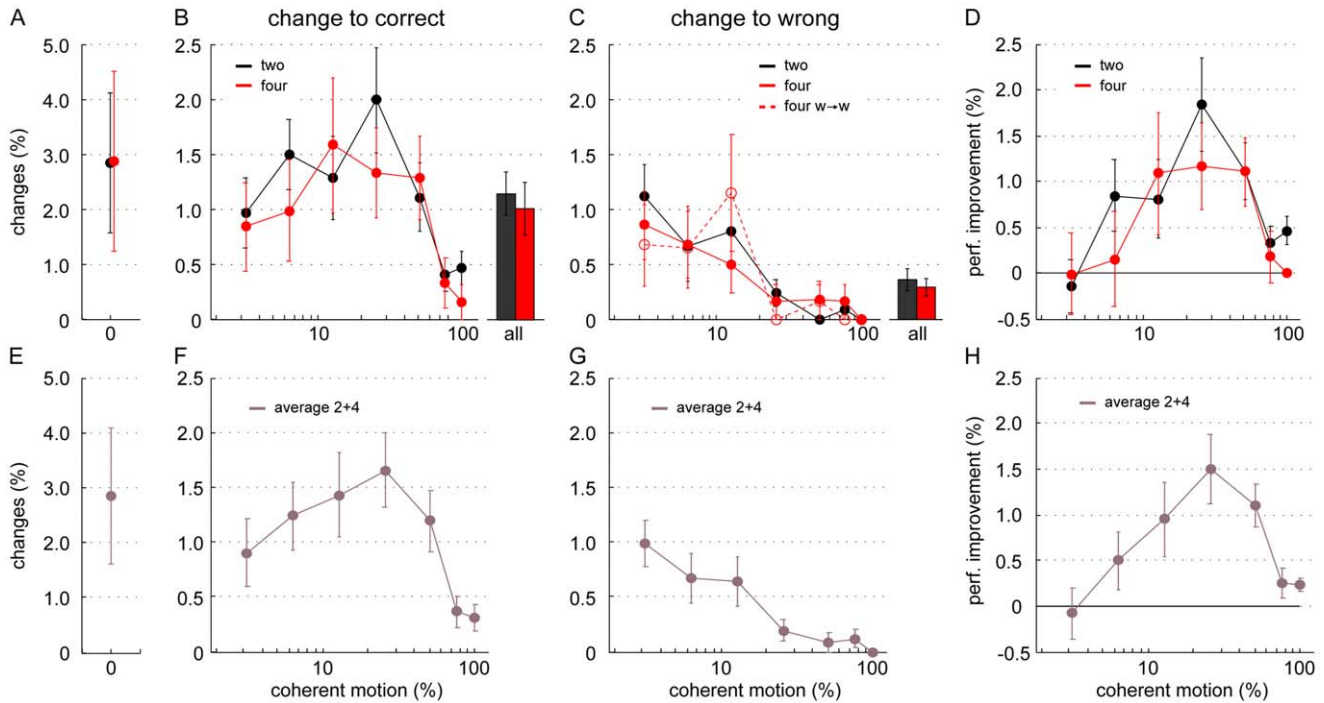 A
B
change to correct
C
change to wrong
D
changes (%)
5.0
4.0
3.0
2.0
1.0
0
0
2.5
2.0
1.5
1.0
0.5
0
two
four
10
100
all
2.5
2.0
1.5
1.0
0.5
0
two
four
four w→w
10
100
all
perf. improvement (%)
2.5
2.0
1.5
1.0
0.5
0
-0.5
two
four
10
100
E
F
G
H
changes (%)
5.0
4.0
3.0
2.0
1.0
0
0
2.5
2.0
1.5
1.0
0.5
0
average 2+4
10
100
coherent motion (%)
2.5
2.0
1.5
1.0
0.5
0
average 2+4
10
100
coherent motion (%)
perf. improvement (%)
2.5
2.0
1.5
1.0
0.5
0
-0.5
average 2+4
10
100
coherent motion (%)